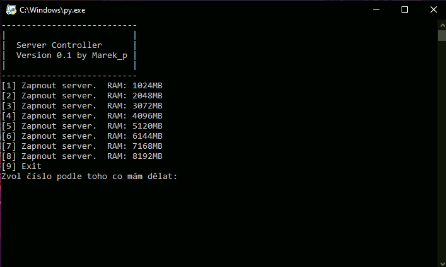 C:\Windows\py.exe
---------------------------
|                         |
|  Server Controller      |
|  Version 0.1 by Marek_p |
|                         |
---------------------------
[1] Zapnout server.  RAM: 1024MB
[2] Zapnout server.  RAM: 2048MB
[3] Zapnout server.  RAM: 3072MB
[4] Zapnout server.  RAM: 4096MB
[5] Zapnout server.  RAM: 5120MB
[6] Zapnout server.  RAM: 6144MB
[7] Zapnout server.  RAM: 7168MB
[8] Zapnout server.  RAM: 8192MB
[9] Exit
Zvol číslo podle toho co mám dělat: